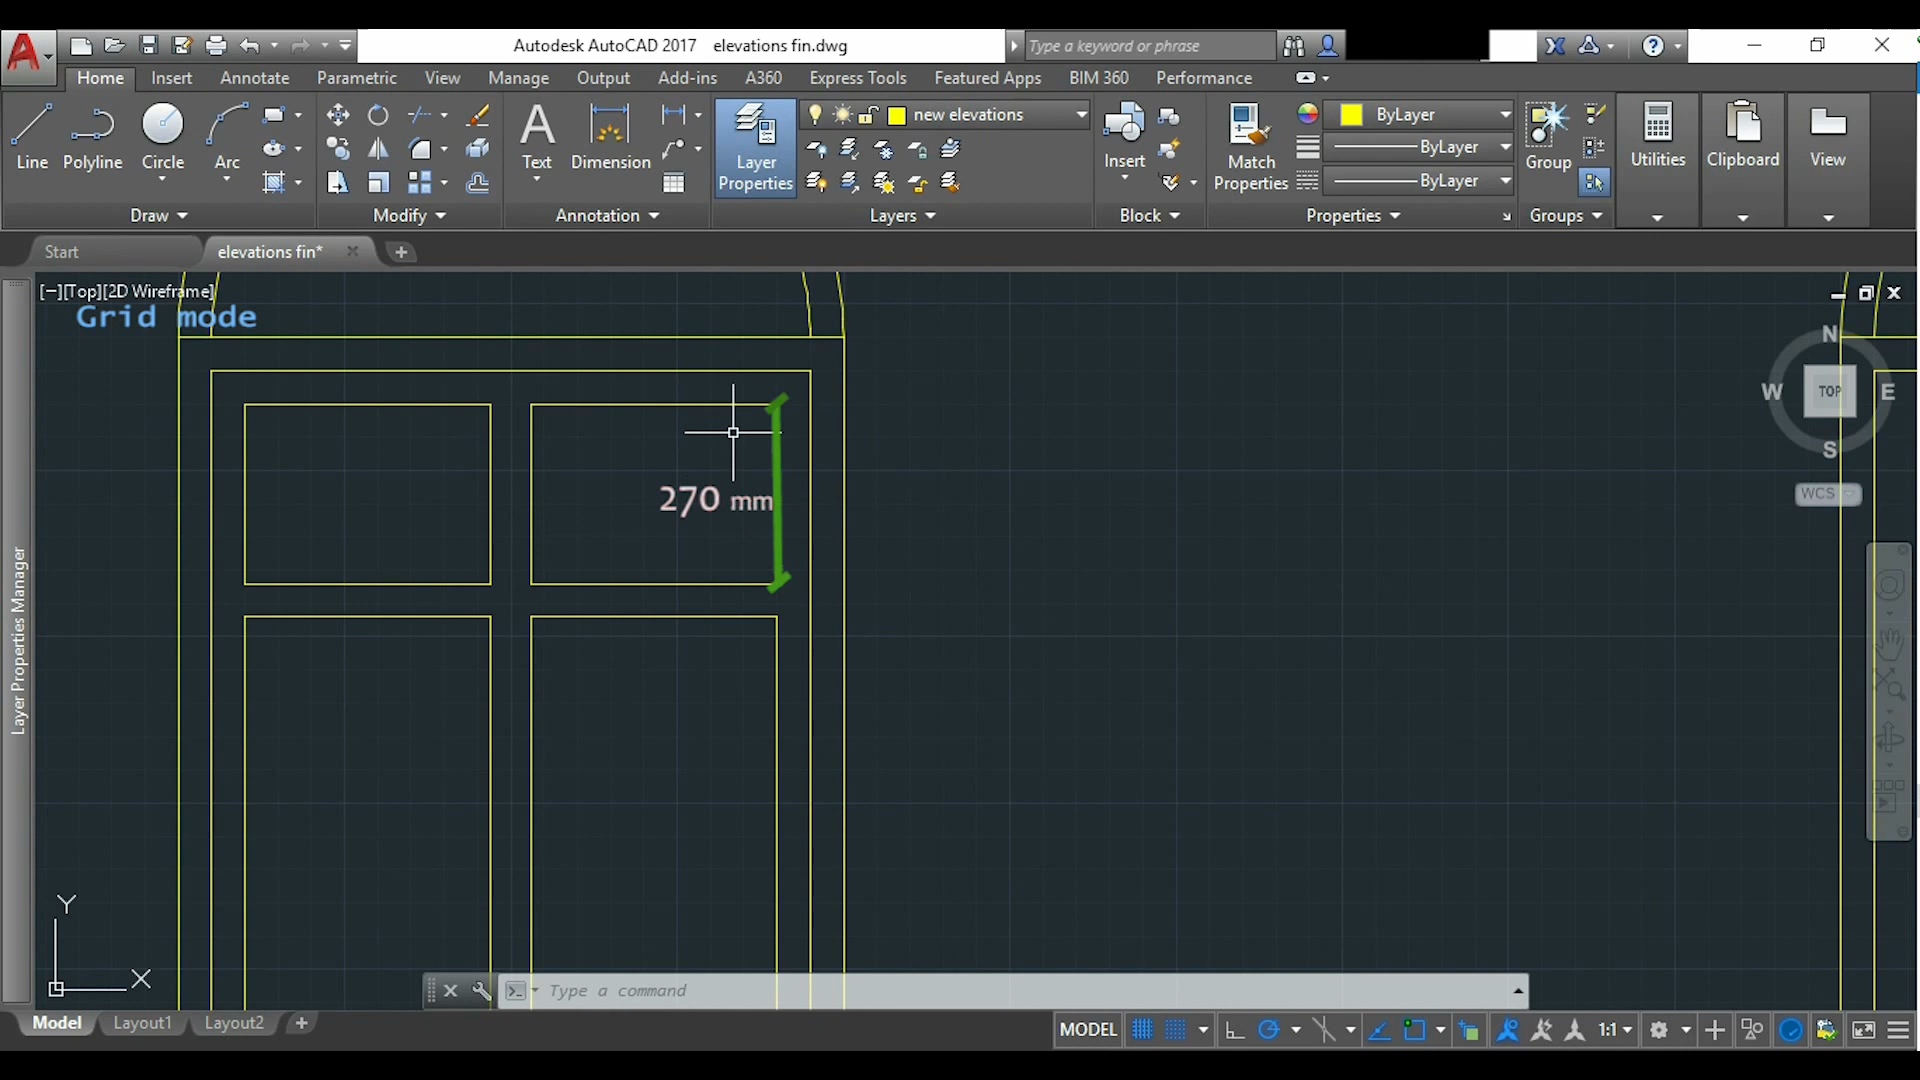 Autodesk AutoCAD 2017 elevations fin.dwg
Type a keyword or phrase
Home Insert Annotate Parametric View Manage Output Add-ins A360 Express Tools Featured Apps BIM 360 Performance
Line Polyline Circle Arc
Text Dimension
Layer Properties
new elevations
Insert
Match Properties
ByLayer
ByLayer
ByLayer
Group
Utilities Clipboard View
Draw Modify Annotation Layers Block Properties Groups
Start elevations fin*
[−][Top][2D Wireframe]
Grid mode
N
W TOP E
S
WCS
270 mm
Layer Properties Manager
Y
X
Type a command
Model Layout1 Layout2
MODEL 1:1